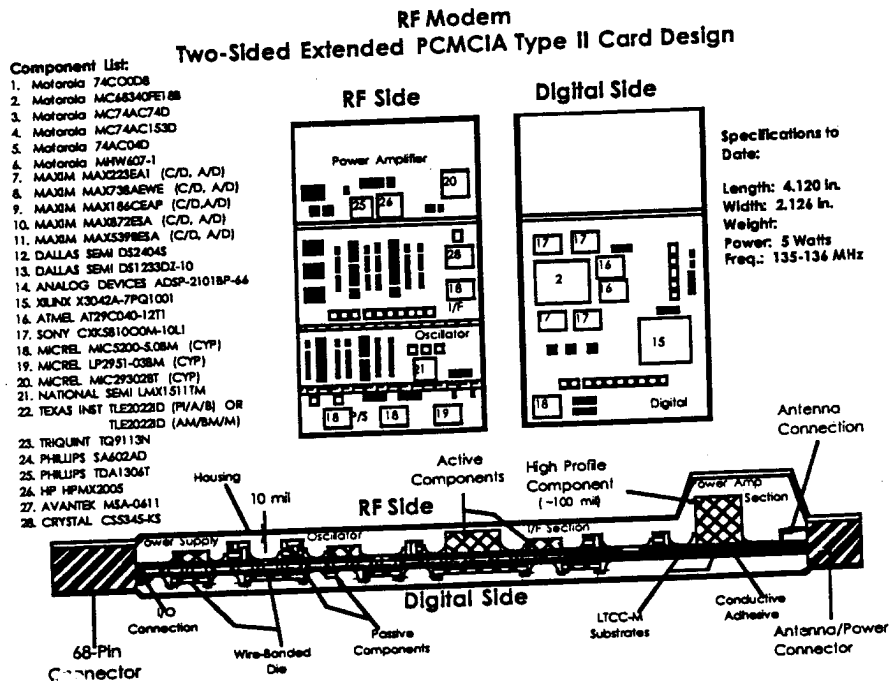 RF Modem
Two-Sided Extended PCMCIA Type II Card Design
Component List:
1. Motorola 74C00DB
2. Motorola MC68340FE16B
3. Motorola MC74AC74D
4. Motorola MC74AC153D
5. Motorola 74AC04D
6. Motorola MHW607-1
7. MAXIM MAX223EAI (C/D, A/D)
8. MAXIM MAX738AEWE (C/D, A/D)
9. MAXIM MAX186CEAP (C/D,A/D)
10. MAXIM MAX872ESA (C/D, A/D)
11. MAXIM MAX539BESA (C/D, A/D)
12. DALLAS SEMI DS2404S
13. DALLAS SEMI DS1233DZ-10
14. ANALOG DEVICES ADSP-2101BP-66
15. XILINX X3042A-7PQ100I
16. ATMEL AT29C040-12TI
17. SONY CXK581000M-10LI
18. MICREL MIC5200-5.0BM (CYP)
19. MICREL LP2951-03BM (CYP)
20. MICREL MIC29302BT (CYP)
21. NATIONAL SEMI LMX1511TM
22. TEXAS INST TLE2022ID (PI/A/B) OR
TLE2022ID (AM/BM/M)
23. TRIQUINT TQ9113N
24. PHILLIPS SA602AD
25. PHILLIPS TDA1306T
26. HP HPMX2005
27. AVANTEK MSA-0611
28. CRYSTAL CS5345-KS
RF Side
Power Amplifier
20
25
26
28
18
I/F
Oscillator
21
18
P/S
18
19
Digital Side
17
17
2
16
16
17
17
15
18
Digital
Specifications to
Date:
Length: 4.120 in.
Width: 2.126 in.
Weight:
Power: 5 Watts
Freq.: 135-136 MHz
Housing
10 mil
RF Side
Active
Components
High Profile
Component
(~100 mil)
Power Amp
Section
Antenna
Connection
Power Supply
Oscillator
I/F Section
Digital Side
I/O
Connection
68-Pin
Connector
Wire-Bonded
Die
Passive
Components
LTCC-M
Substrates
Conductive
Adhesive
Antenna/Power
Connector